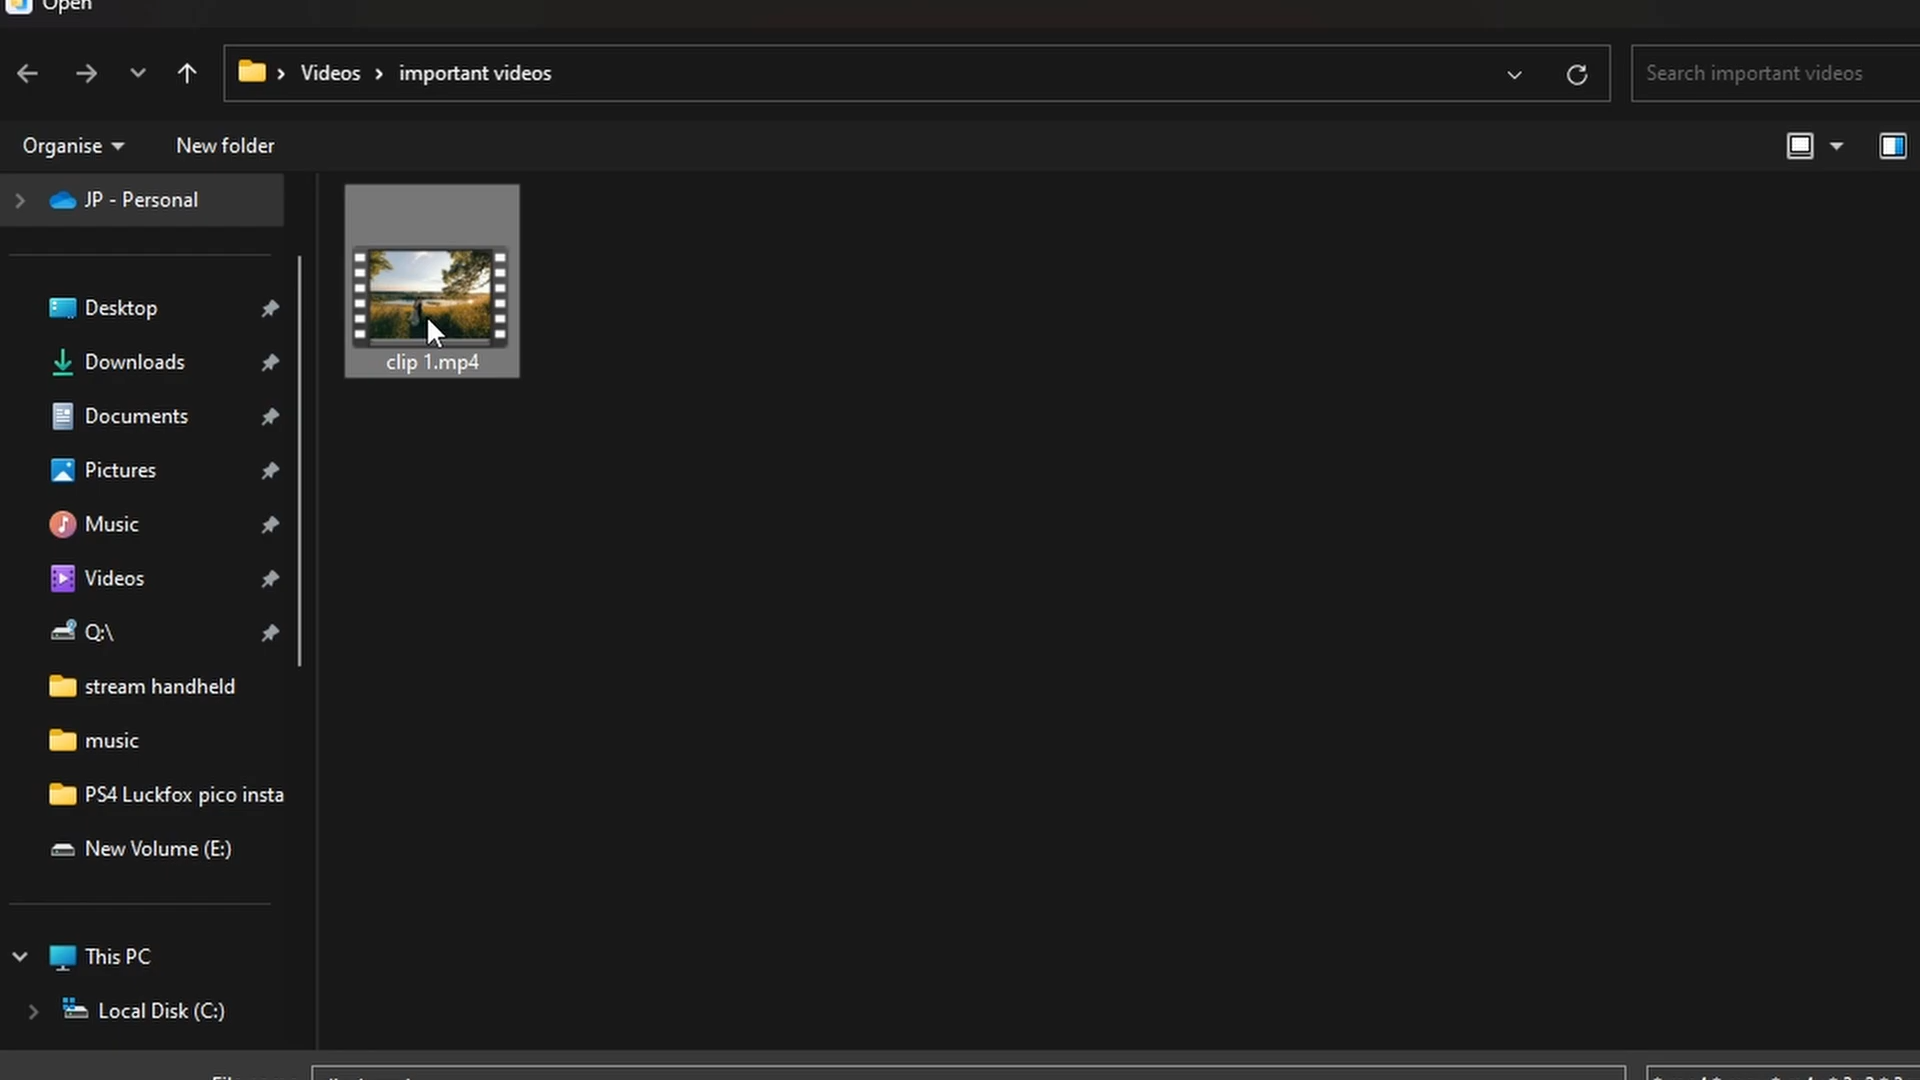 Open
Videos > important videos
Search important videos
Organise
New folder
JP - Personal
clip 1.mp4
Desktop
Downloads
Documents
Pictures
Music
Videos
Q:\
stream handheld
music
PS4 Luckfox pico insta
New Volume (E:)
This PC
Local Disk (C:)